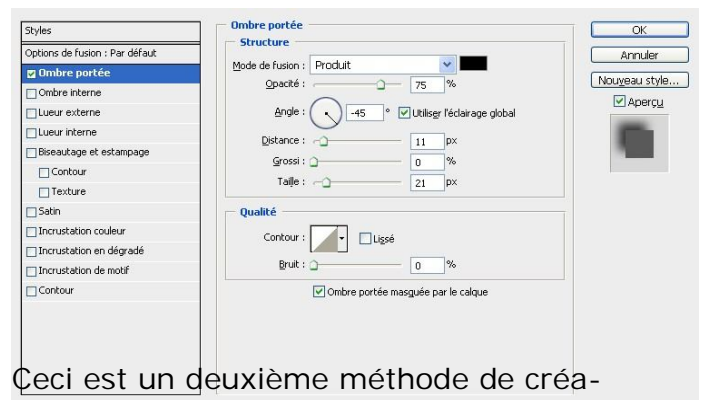 Styles
Options de fusion : Par défaut
Ombre portée
Ombre interne
Lueur externe
Lueur interne
Biseautage et estampage
Contour
Texture
Satin
Incrustation couleur
Incrustation en dégradé
Incrustation de motif
Contour
Ombre portée
Structure
Mode de fusion : Produit
Opacité : 75 %
Angle : -45 ° Utiliser l'éclairage global
Distance : 11 px
Grossi : 0 %
Taille : 21 px
Qualité
Contour : Lissé
Bruit : 0 %
Ombre portée masquée par le calque
OK
Annuler
Nouveau style...
Aperçu
Ceci est un deuxième méthode de créa-